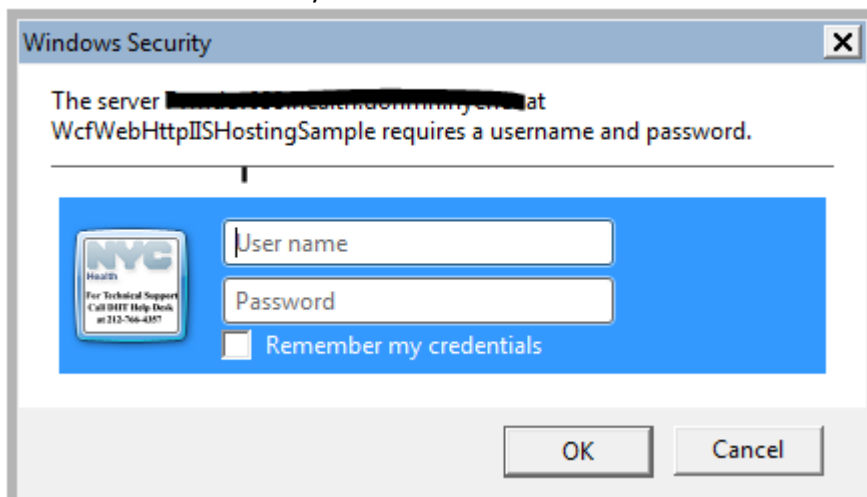 Windows Security
The server at
WcfWebHttpIISHostingSample requires a username and password.
NYC
Health
For Technical Support
Call DIIT Help Desk
at 212-766-4357
User name
Password
Remember my credentials
OK
Cancel